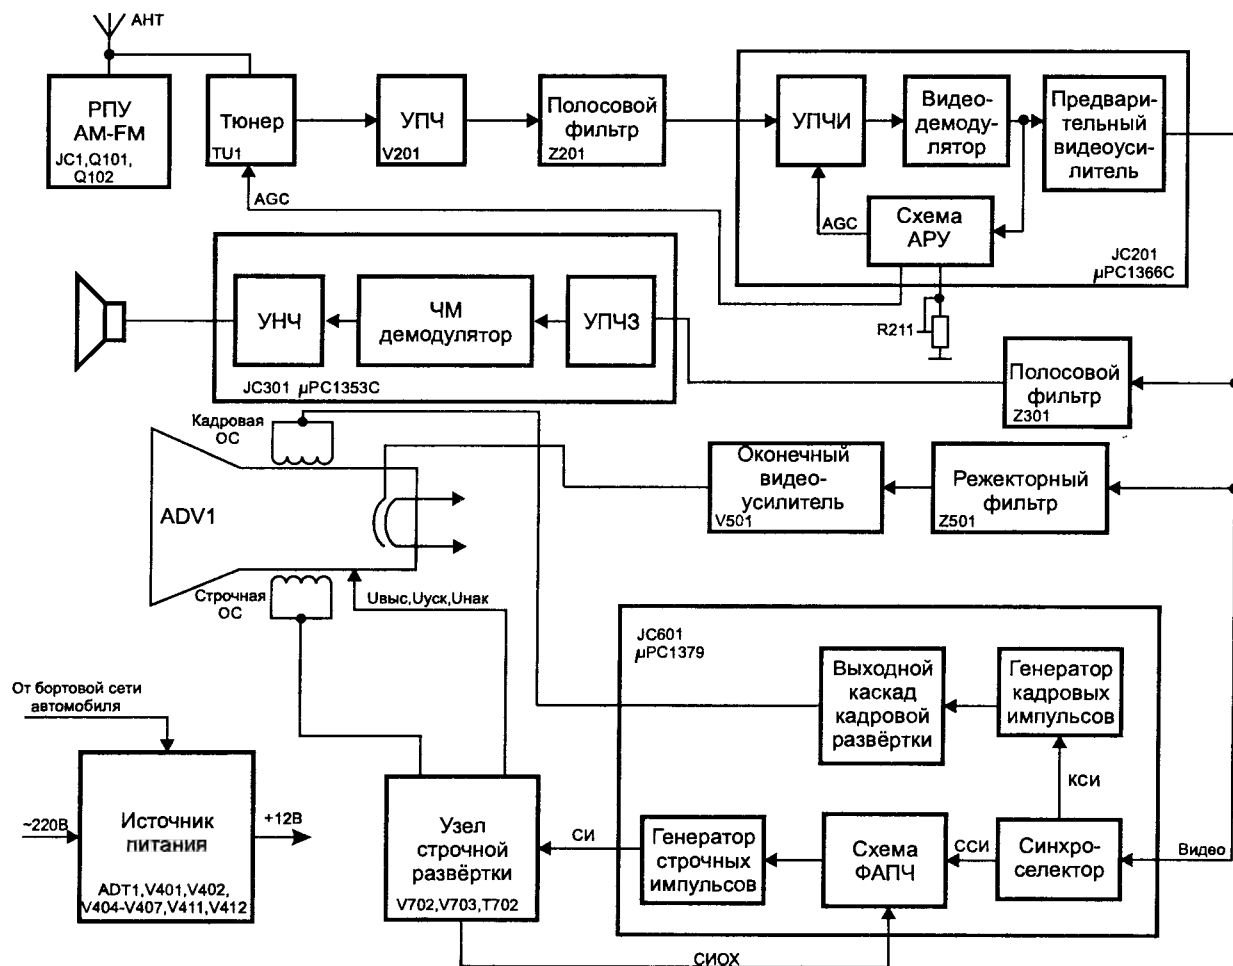 АНТ
РПУ
АМ-FM
JC1,Q101,
Q102
Тюнер
TU1
УПЧ
V201
Полосовой
фильтр
Z201
УПЧИ
Видео-
демоду-
лятор
Предвари-
тельный
видеоуси-
литель
AGC
AGC
Схема
АРУ
JC201
µPC1366C
R211
УНЧ
ЧМ
демодулятор
УПЧЗ
JC301 µPC1353C
Полосовой
фильтр
Z301
Кадровая
ОС
ADV1
Оконечный
видео-
усилитель
V501
Режекторный
фильтр
Z501
Строчная
ОС
Uвыс,Uуск,Uнак
JC601
µPC1379
Выходной
каскад
кадровой
развёртки
Генератор
кадровых
импульсов
КСИ
От бортовой сети
автомобиля
~220В
Источник
питания
ADT1,V401,V402,
V404-V407,V411,V412
+12В
Узел
строчной
развёртки
V702,V703,T702
СИ
Генератор
строчных
импульсов
Схема
ФАПЧ
ССИ
Синхро-
селектор
Видео
СИОХ